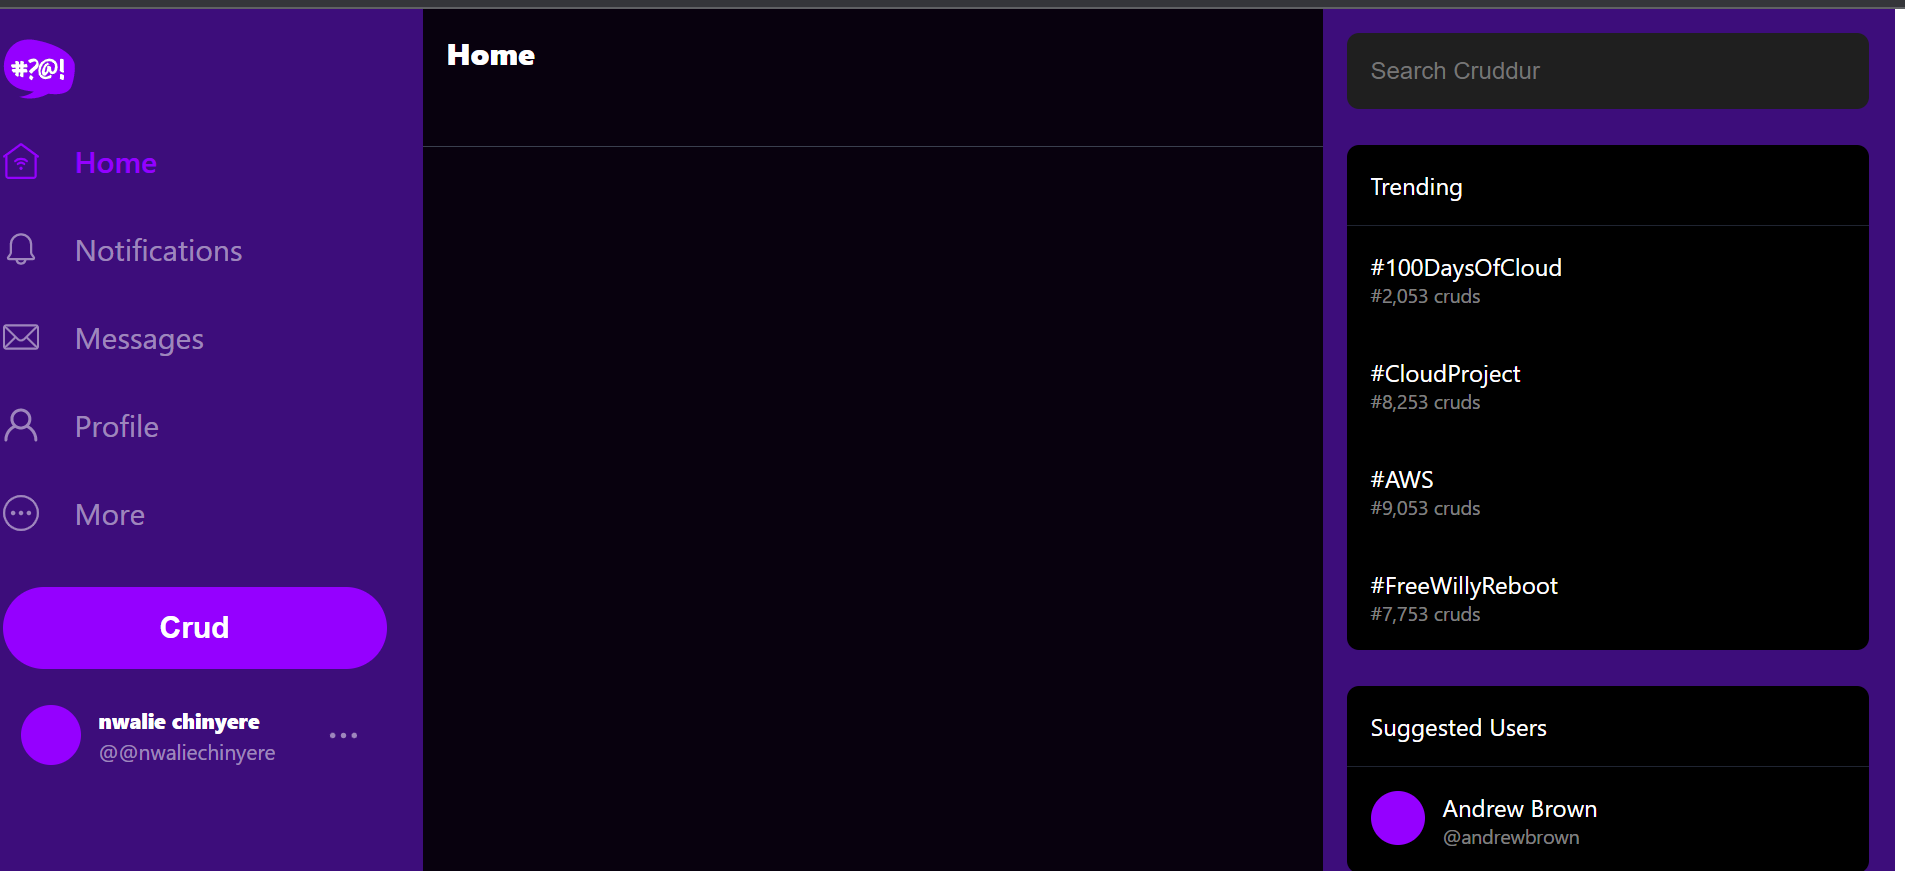 #?@!
Home
Notifications
Messages
Profile
More
Crud
nwalie chinyere
@@nwaliechinyere
Home
Search Cruddur
Trending
#100DaysOfCloud
#2,053 cruds
#CloudProject
#8,253 cruds
#AWS
#9,053 cruds
#FreeWillyReboot
#7,753 cruds
Suggested Users
Andrew Brown
@andrewbrown